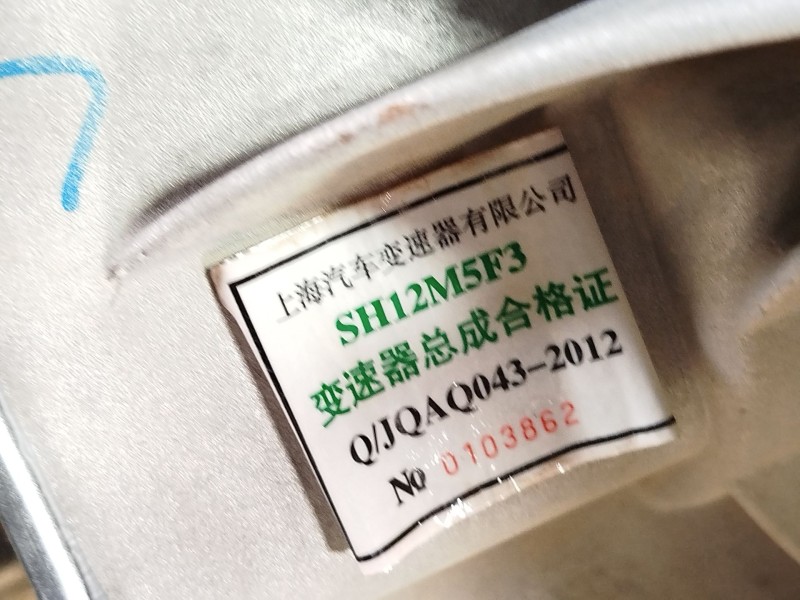 上海汽车变速器有限公司
SH12M5F3
变速器总成合格证
Q/JQAQ043-2012
№ 0103862